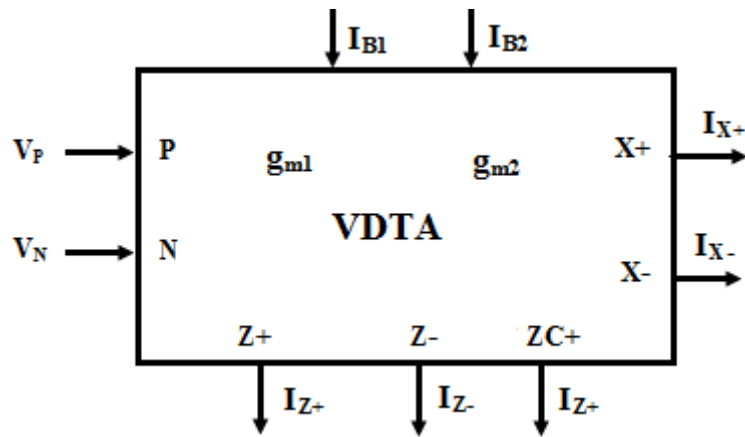 I_B1 I_B2
V_P P g_m1 g_m2 X+ I_X+
VDTA
V_N N X- I_X-
Z+ Z- ZC+
I_Z+ I_Z- I_Z+